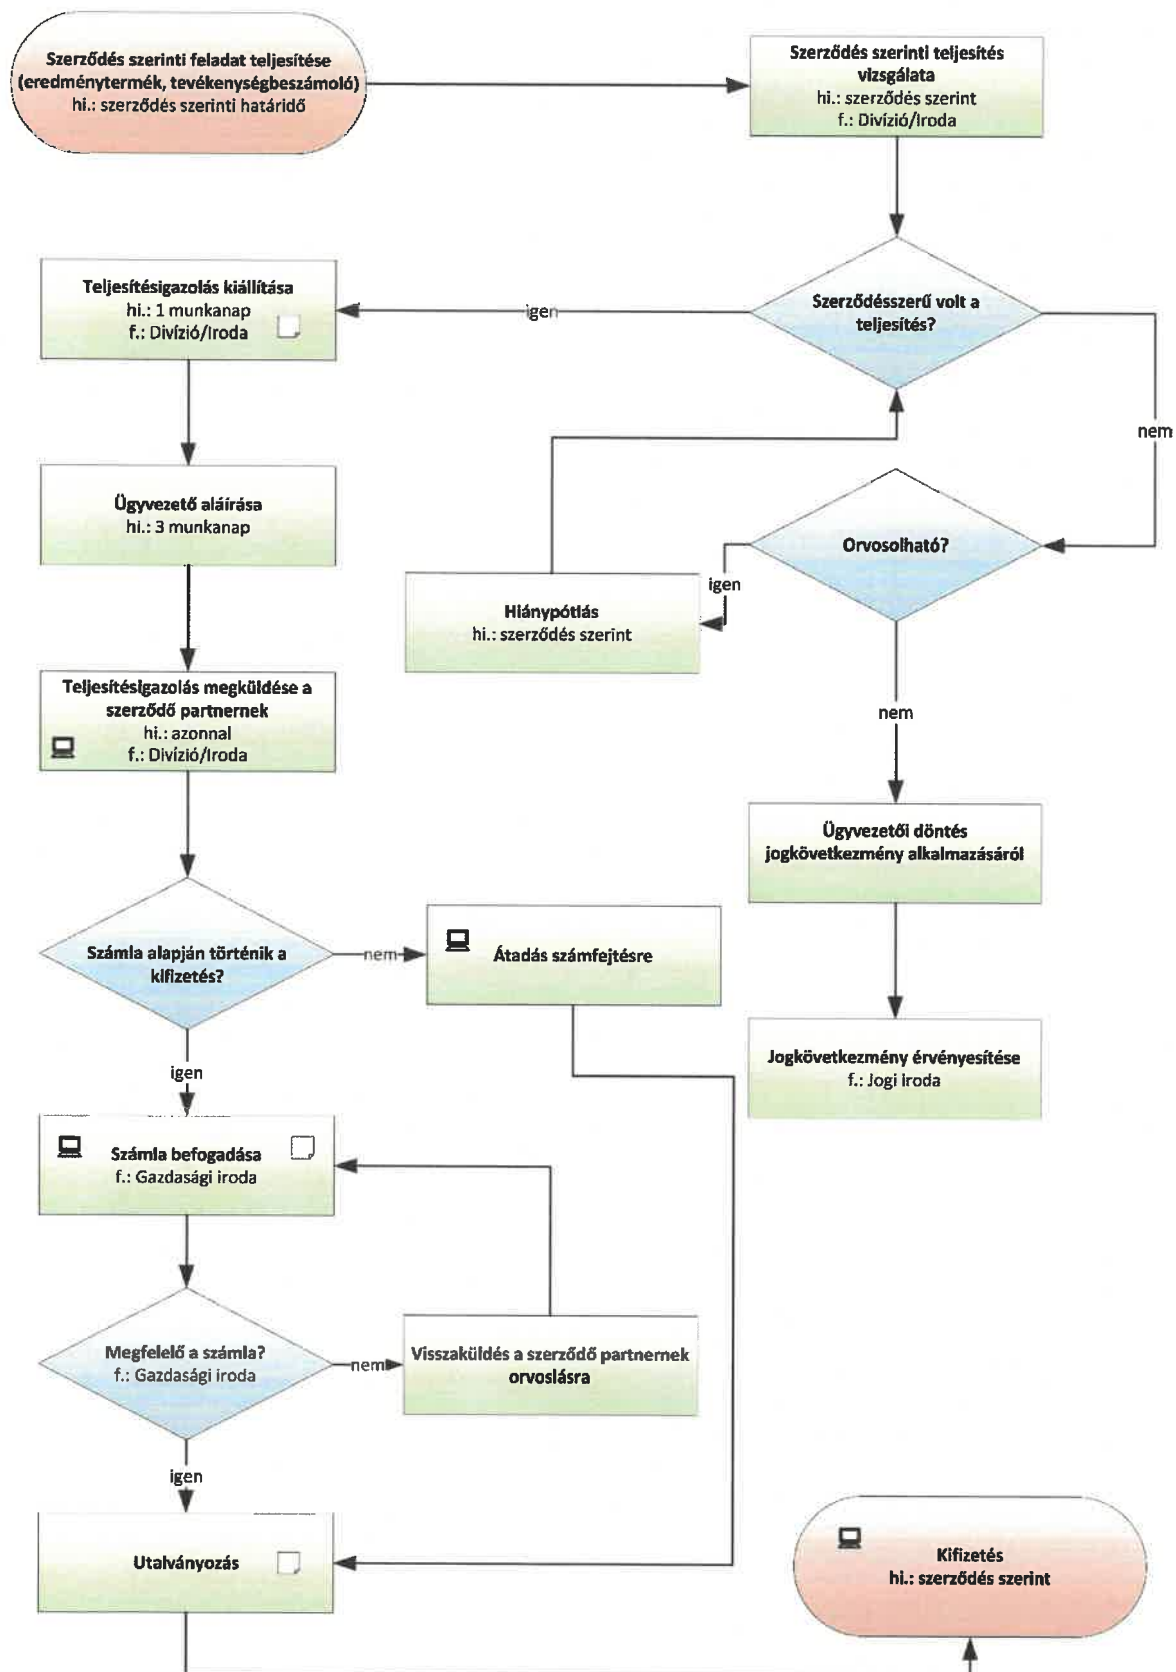 Szerződés szerinti feladat teljesítése
(eredménytermék, tevékenységbeszámoló)
hi.: szerződés szerinti határidő
Szerződés szerinti teljesítés
vizsgálata
hi.: szerződés szerint
f.: Divízió/Iroda
Szerződésszerű volt a
teljesítés?
igen
nem
Teljesítésigazolás kiállítása
hi.: 1 munkanap
f.: Divízió/Iroda
Ügyvezető aláírása
hi.: 3 munkanap
Orvosolható?
igen
nem
Hiánypótlás
hi.: szerződés szerint
Teljesítésigazolás megküldése a
szerződő partnernek
hi.: azonnal
f.: Divízió/Iroda
Ügyvezetői döntés
jogkövetkezmény alkalmazásáról
Számla alapján történik a
kifizetés?
nem
igen
Átadás számfejtésre
Jogkövetkezmény érvényesítése
f.: Jogi iroda
Számla befogadása
f.: Gazdasági iroda
Megfelelő a számla?
f.: Gazdasági iroda
nem
igen
Visszaküldés a szerződő partnernek
orvoslásra
Utalványozás
Kifizetés
hi.: szerződés szerint